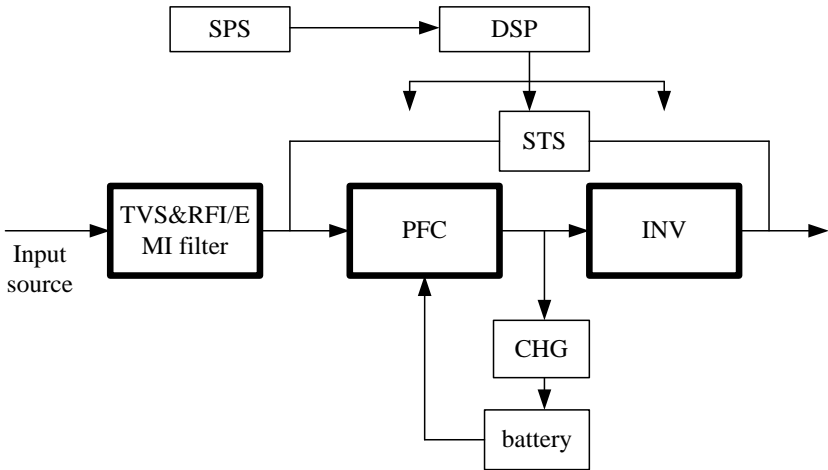 SPS
DSP
STS
TVS&RFI/E
MI filter
PFC
INV
Input
source
CHG
battery